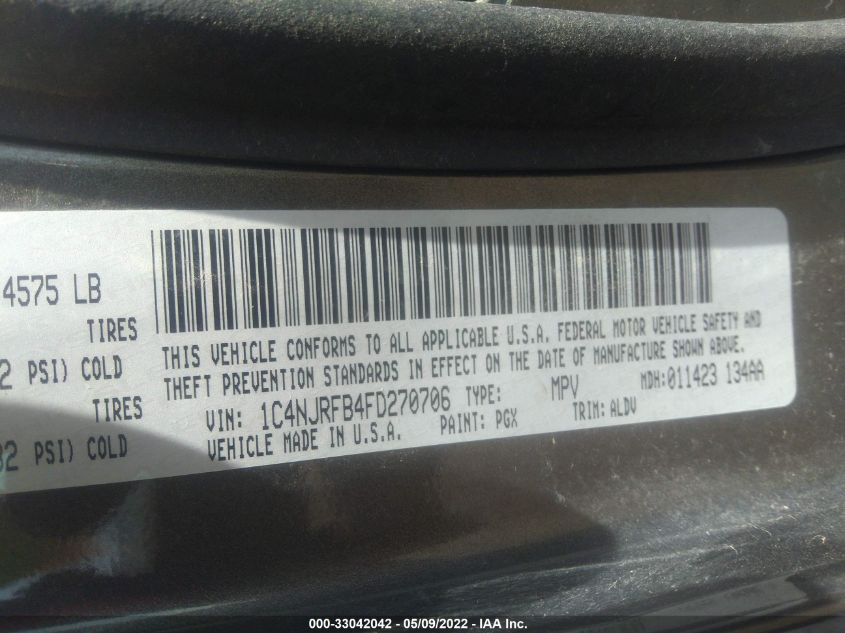 4575 LB
TIRES
2 PSI) COLD
TIRES
32 PSI) COLD
THIS VEHICLE CONFORMS TO ALL APPLICABLE U.S.A. FEDERAL MOTOR VEHICLE SAFETY AND
THEFT PREVENTION STANDARDS IN EFFECT ON THE DATE OF MANUFACTURE SHOWN ABOVE.
VIN: 1C4NJRFB4FD270706 TYPE: MPV MDH:011423 134AA
VEHICLE MADE IN U.S.A. PAINT: PGX TRIM: ALDV
000-33042042 - 05/09/2022 - IAA Inc.